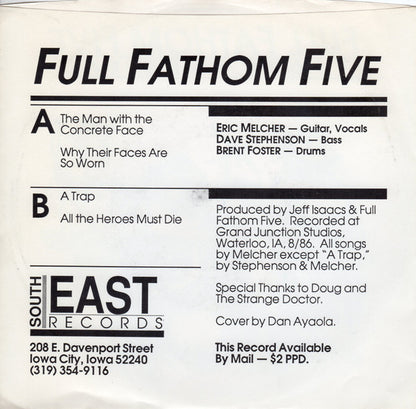 FULL FATHOM FIVE
A
The Man with the
Concrete Face
Why Their Faces Are
So Worn
ERIC MELCHER — Guitar, Vocals
DAVE STEPHENSON — Bass
BRENT FOSTER — Drums
B
A Trap
All the Heroes Must Die
Produced by Jeff Isaacs & Full
Fathom Five. Recorded at
Grand Junction Studios,
Waterloo, IA, 8/86. All songs
by Melcher except "A Trap,"
by Stephenson & Melcher.
Special Thanks to Doug and
The Strange Doctor.
Cover by Dan Ayaola.
SOUTH
EAST
RECORDS
208 E. Davenport Street
Iowa City, Iowa 52240
(319) 354-9116
This Record Available
By Mail — $2 PPD.